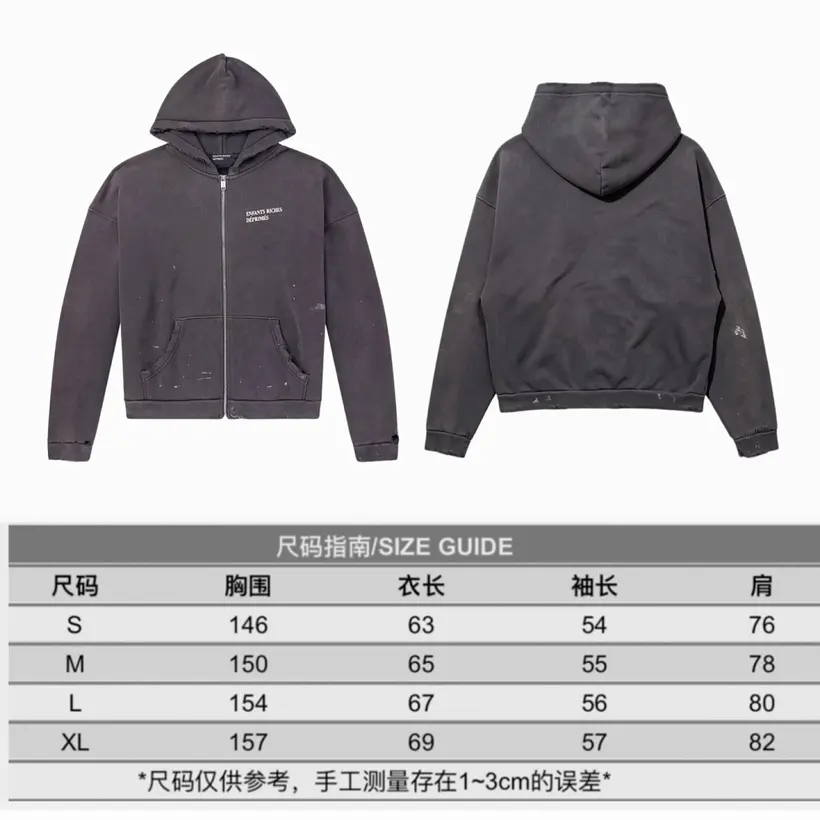 ENFANTS RICHES
DÉPRIMÉS
尺码指南/SIZE GUIDE
尺码 胸围 衣长 袖长 肩
S 146 63 54 76
M 150 65 55 78
L 154 67 56 80
XL 157 69 57 82
*尺码仅供参考，手工测量存在1~3cm的误差*